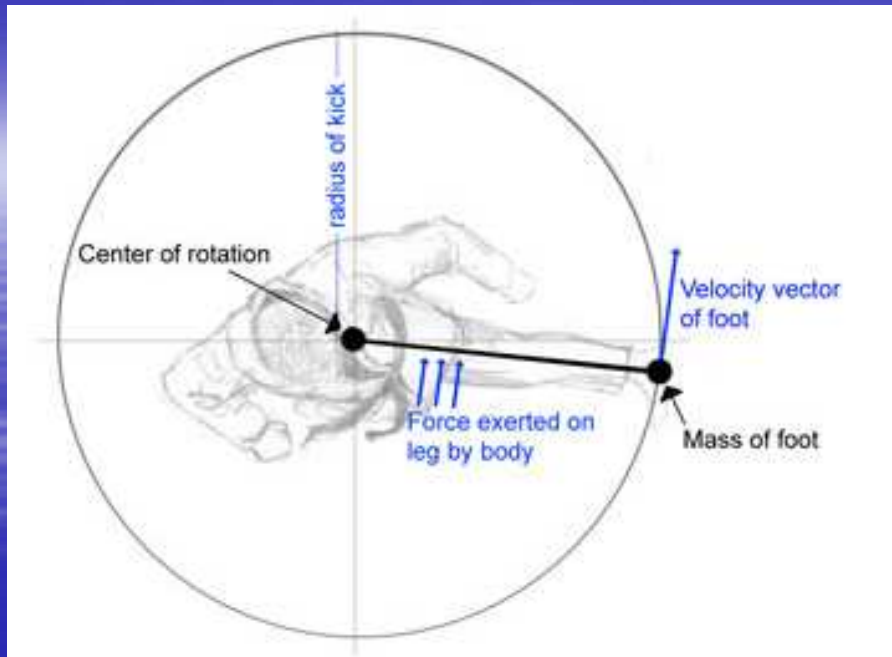 radius of kick
Center of rotation
Velocity vector
of foot
Force exerted on
leg by body
Mass of foot